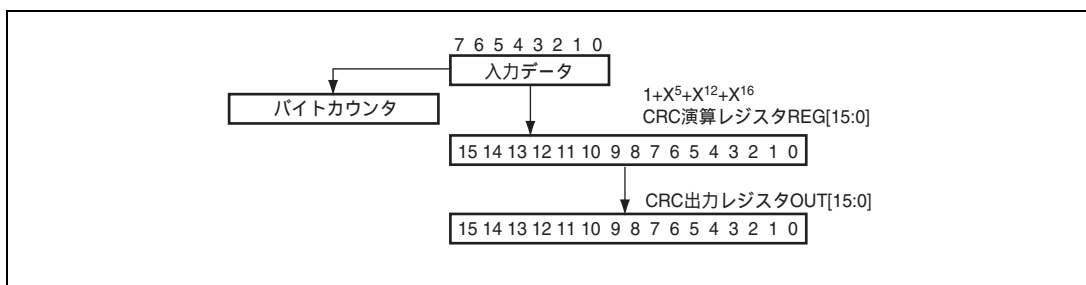 7 6 5 4 3 2 1 0
入力データ
バイトカウンタ
1+X⁵+X¹²+X¹⁶
CRC演算レジスタREG[15:0]
15 14 13 12 11 10 9 8 7 6 5 4 3 2 1 0
CRC出力レジスタOUT[15:0]
15 14 13 12 11 10 9 8 7 6 5 4 3 2 1 0